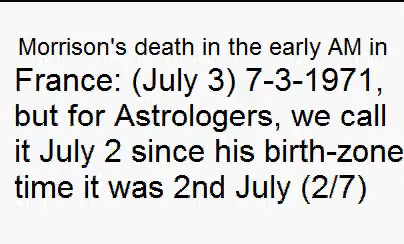 Morrison's death in the early AM in
France: (July 3) 7-3-1971,
but for Astrologers, we call
it July 2 since his birth-zone
time it was 2nd July (2/7)